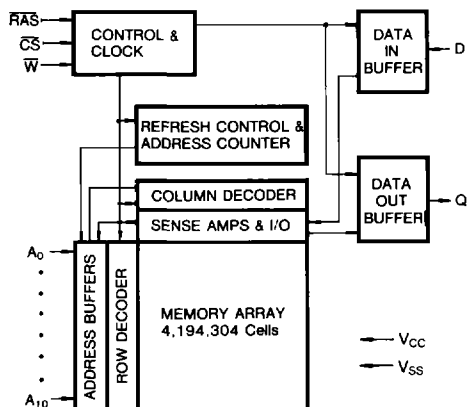 RAS
CS
W
CONTROL &
CLOCK
DATA
IN
BUFFER
D
REFRESH CONTROL &
ADDRESS COUNTER
COLUMN DECODER
SENSE AMPS & I/O
DATA
OUT
BUFFER
Q
A0
A10
ADDRESS BUFFERS
ROW DECODER
MEMORY ARRAY
4,194,304 Cells
VCC
VSS